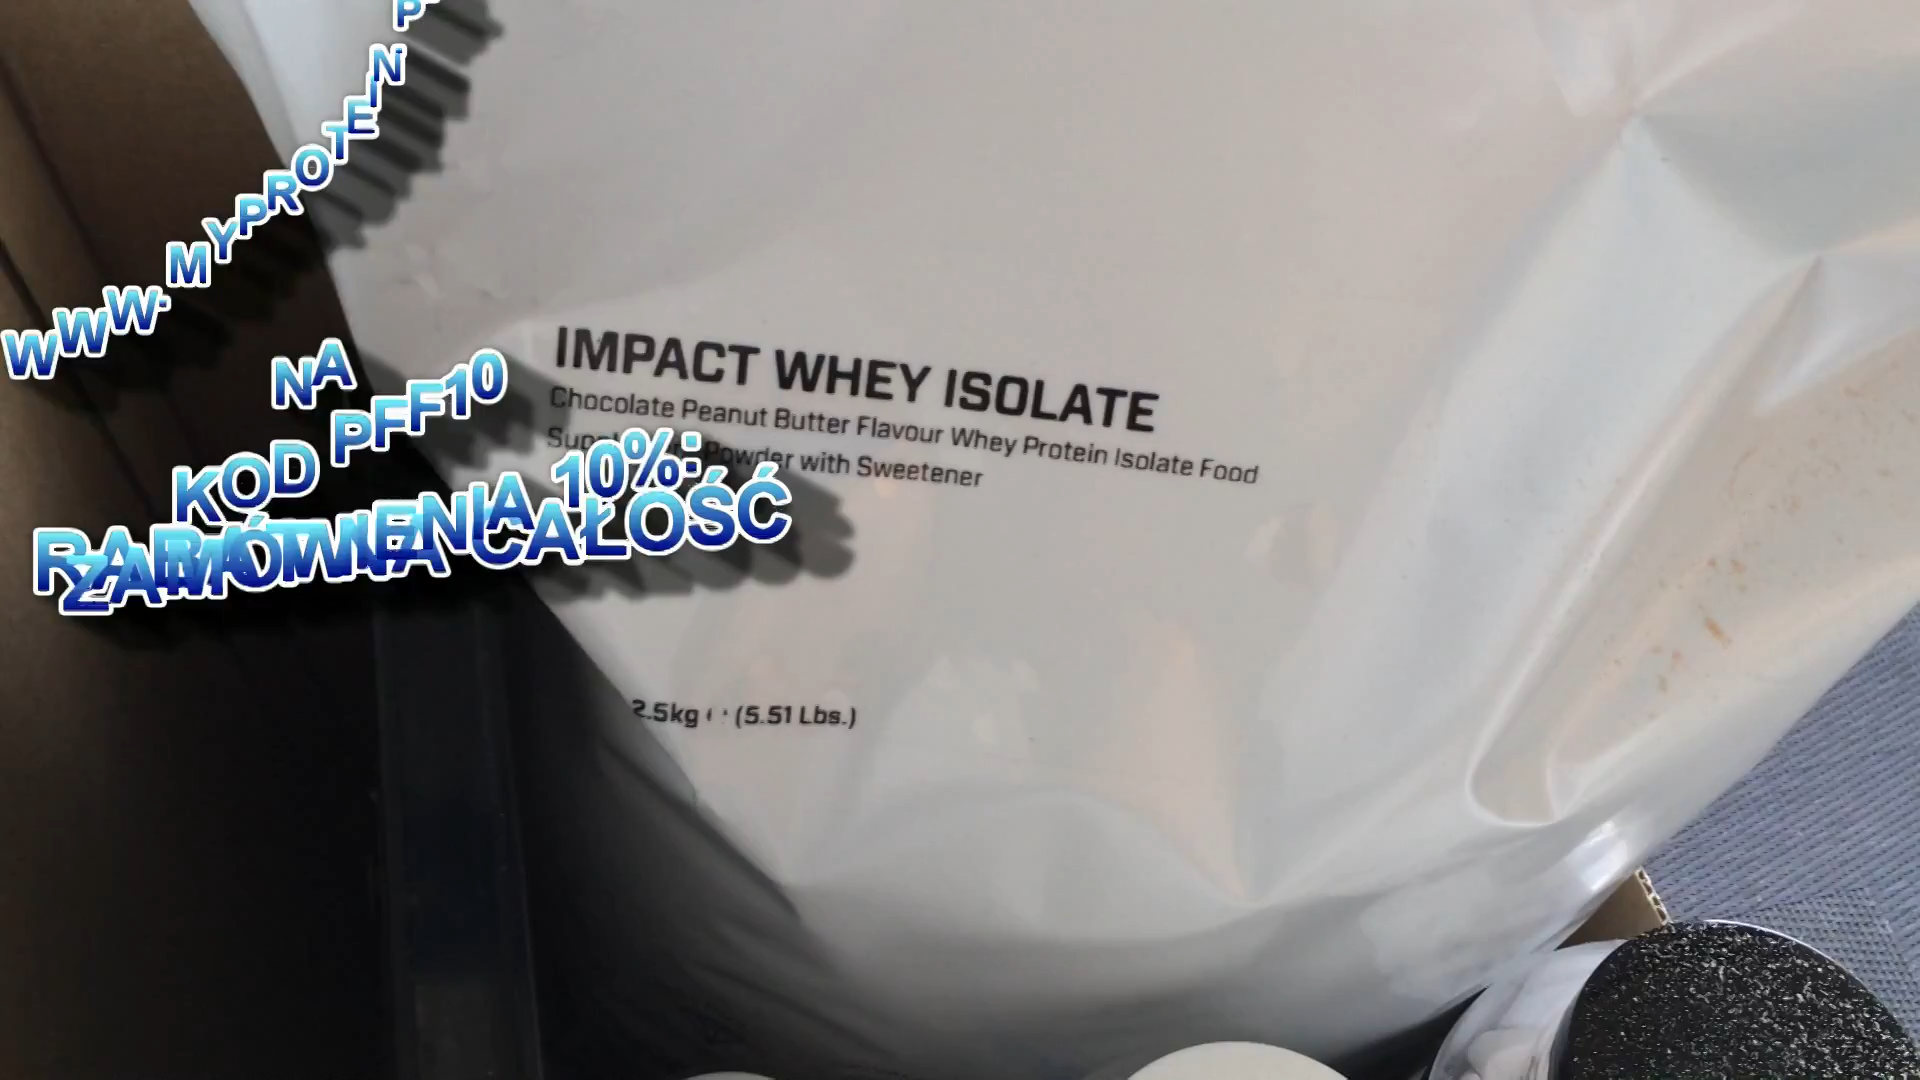 WWW.MYPROTEIN.P
NA
PFF10
KOD
RABAT NA CAŁOŚĆ
ZAMÓWIENIA 10%:
IMPACT WHEY ISOLATE
Chocolate Peanut Butter Flavour Whey Protein Isolate Food
Powder with Sweetener
2.5kg (5.51 Lbs.)